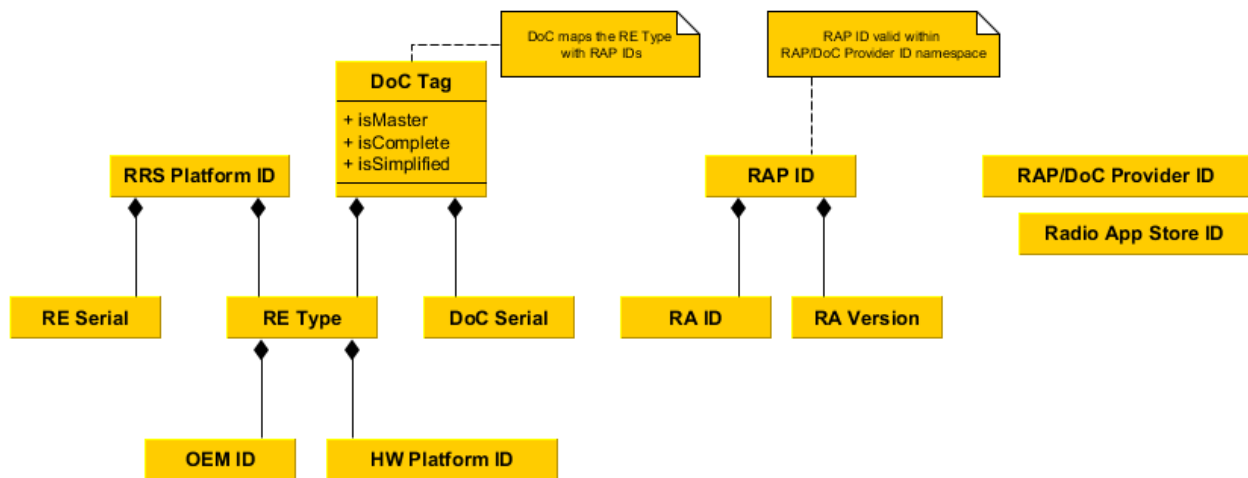 DoC maps the RE Type
with RAP IDs
RAP ID valid within
RAP/DoC Provider ID namespace
DoC Tag
+ isMaster
+ isComplete
+ isSimplified
RRS Platform ID
RAP ID
RAP/DoC Provider ID
Radio App Store ID
RE Serial
RE Type
DoC Serial
RA ID
RA Version
OEM ID
HW Platform ID